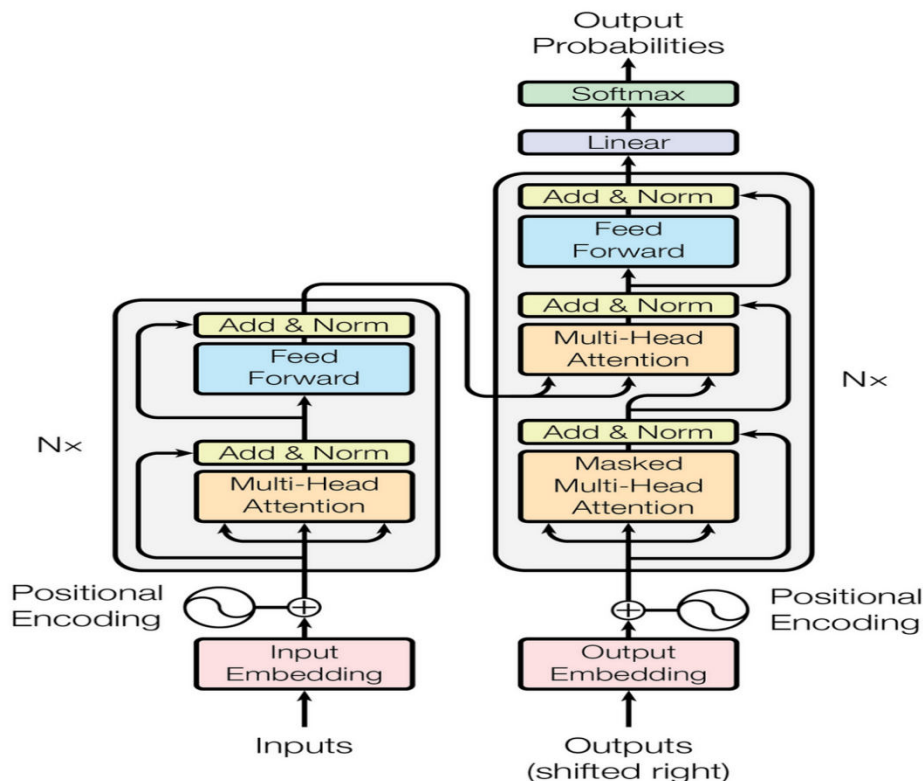 Output
Probabilities
Softmax
Linear
Add & Norm
Feed
Forward
Add & Norm
Multi-Head
Attention
Add & Norm
Masked
Multi-Head
Attention
Nx
Add & Norm
Feed
Forward
Add & Norm
Multi-Head
Attention
Nx
Positional
Encoding
Positional
Encoding
Input
Embedding
Output
Embedding
Inputs
Outputs
(shifted right)